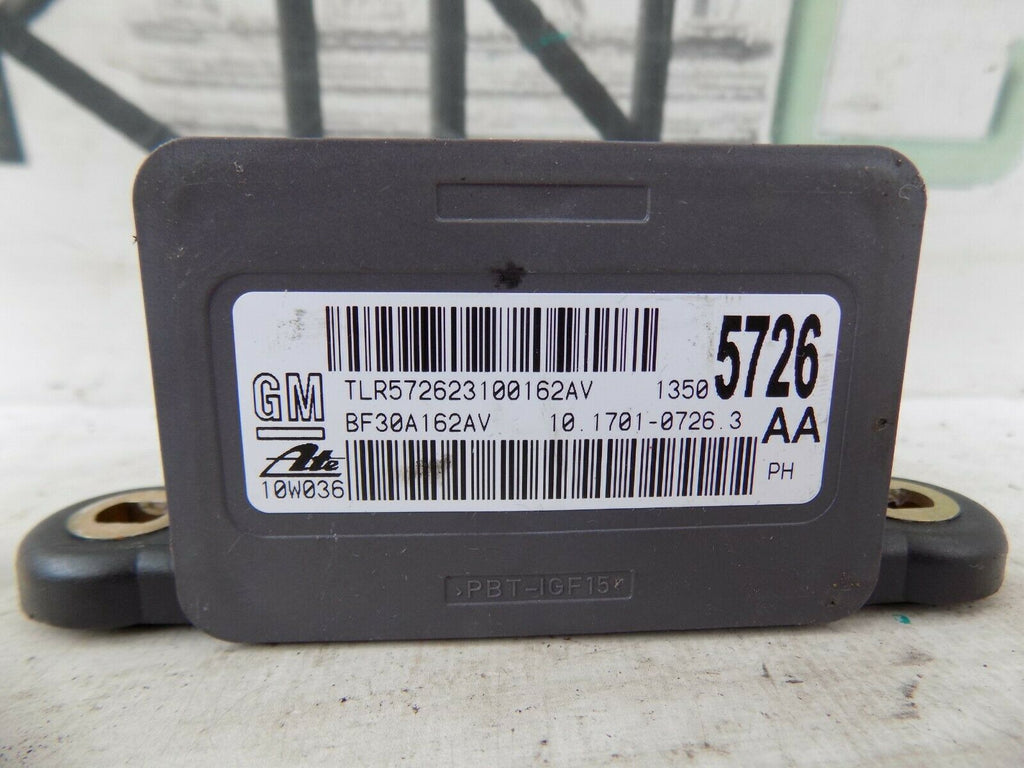 GM
TLR572623100162AV 1350 5726
BF30A162AV 10.1701-0726.3 AA
Ate
10W036
PH
>PBT-IGF15<